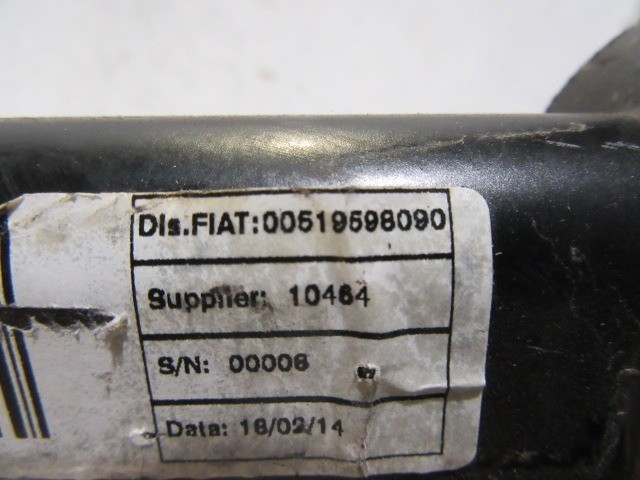 Dis.FIAT:00519598090
Supplier: 10464
S/N: 00006
Data: 18/02/14